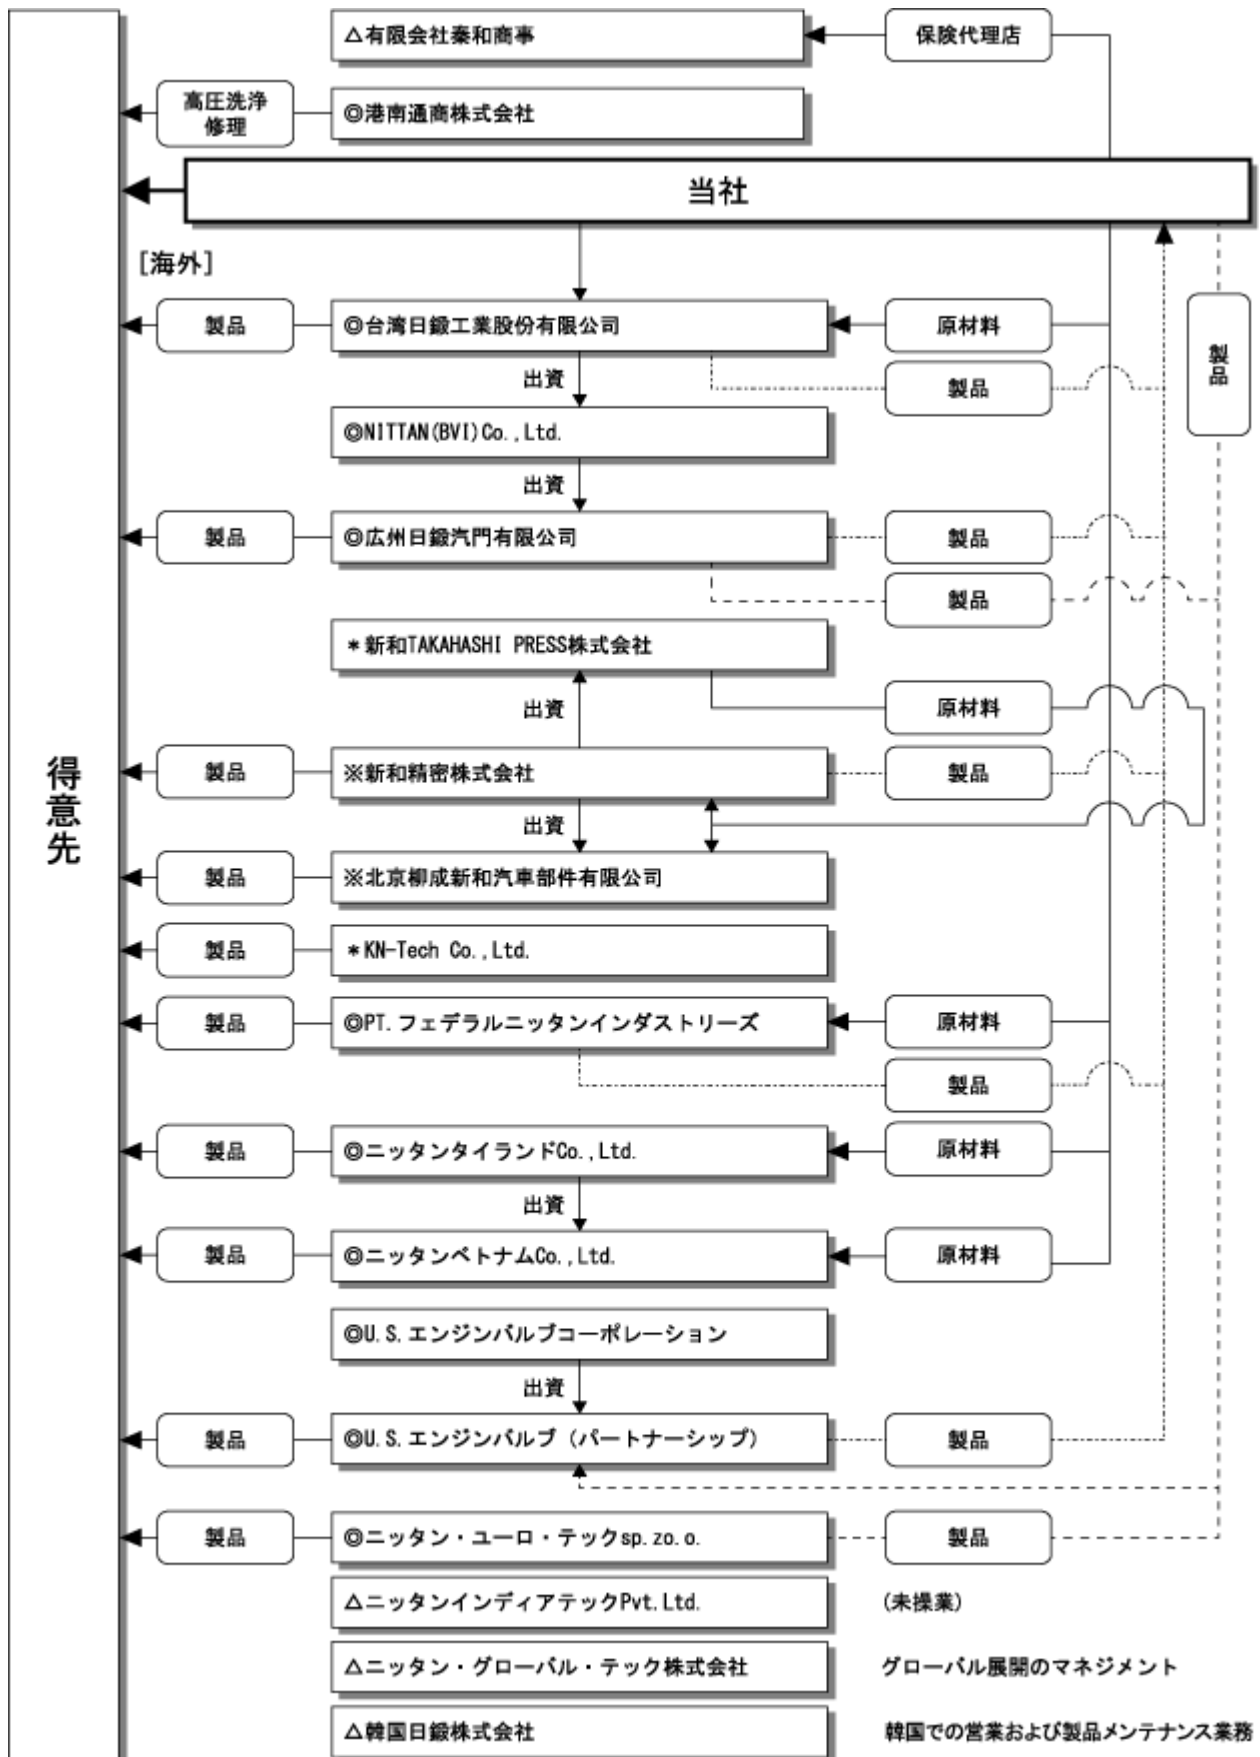 △有限会社秦和商事
保険代理店
高圧洗浄
修理
◎港南通商株式会社
当社
[海外]
製品
◎台湾日鍛工業股份有限公司
原材料
製品
製品
出資
◎NITTAN(BVI)Co.,Ltd.
出資
製品
◎広州日鍛汽門有限公司
製品
製品
*新和TAKAHASHI PRESS株式会社
原材料
出資
得意先
製品
※新和精密株式会社
製品
出資
製品
※北京柳成新和汽車部件有限公司
製品
*KN-Tech Co.,Ltd.
製品
◎PT.フェデラルニッタンインダストリーズ
原材料
製品
製品
◎ニッタンタイランドCo.,Ltd.
原材料
出資
製品
◎ニッタンベトナムCo.,Ltd.
原材料
◎U.S.エンジンバルブコーポレーション
出資
製品
◎U.S.エンジンバルブ（パートナーシップ）
製品
製品
◎ニッタン・ユーロ・テックsp.zo.o.
製品
△ニッタンインディアテックPvt.Ltd.
(未操業)
△ニッタン・グローバル・テック株式会社
グローバル展開のマネジメント
△韓国日鍛株式会社
韓国での営業および製品メンテナンス業務